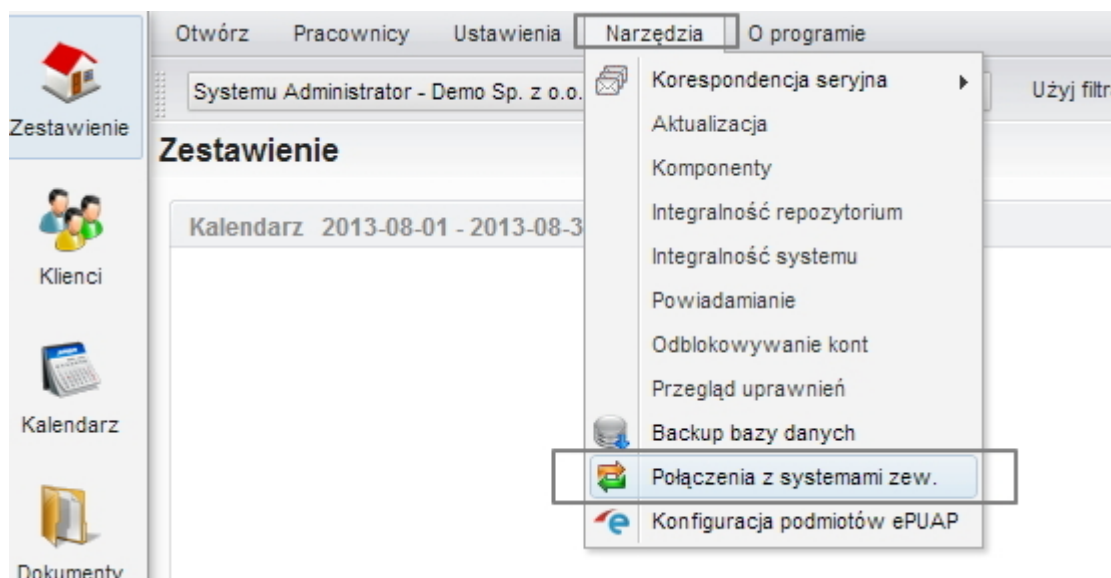 Otwórz Pracownicy Ustawienia Narzędzia O programie
Systemu Administrator - Demo Sp. z o.o.
Użyj filtr
Zestawienie
Zestawienie
Kalendarz 2013-08-01 - 2013-08-3
Klienci
Kalendarz
Dokumenty
Korespondencja seryjna
Aktualizacja
Komponenty
Integralność repozytorium
Integralność systemu
Powiadamianie
Odblokowywanie kont
Przegląd uprawnień
Backup bazy danych
Połączenia z systemami zew.
Konfiguracja podmiotów ePUAP